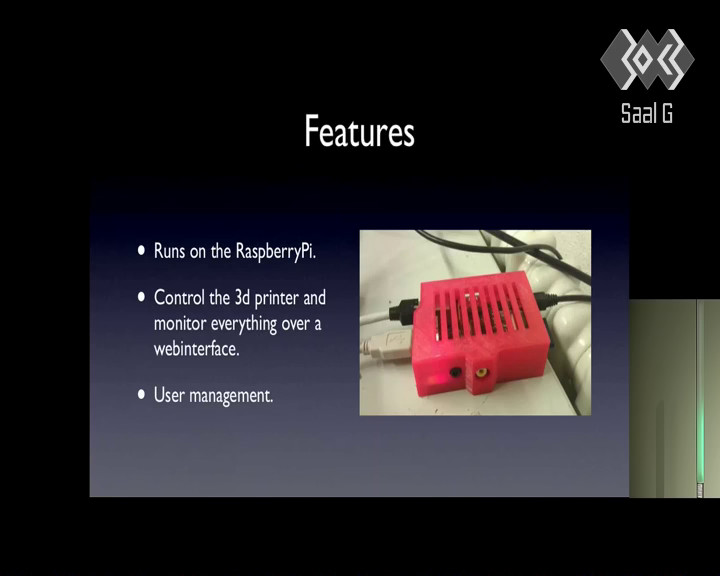 Saal G
Features
• Runs on the RaspberryPi.
• Control the 3d printer and
monitor everything over a
webinterface.
• User management.